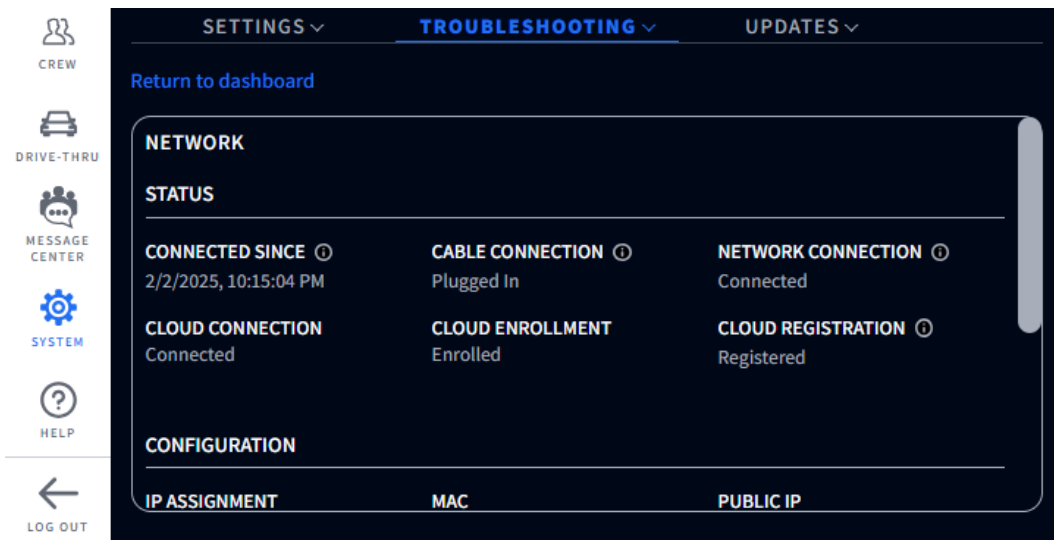 SETTINGS
TROUBLESHOOTING
UPDATES
CREW
DRIVE-THRU
MESSAGE
CENTER
SYSTEM
HELP
LOG OUT
Return to dashboard
NETWORK
STATUS
CONNECTED SINCE
2/2/2025, 10:15:04 PM
CABLE CONNECTION
Plugged In
NETWORK CONNECTION
Connected
CLOUD CONNECTION
Connected
CLOUD ENROLLMENT
Enrolled
CLOUD REGISTRATION
Registered
CONFIGURATION
IP ASSIGNMENT
MAC
PUBLIC IP